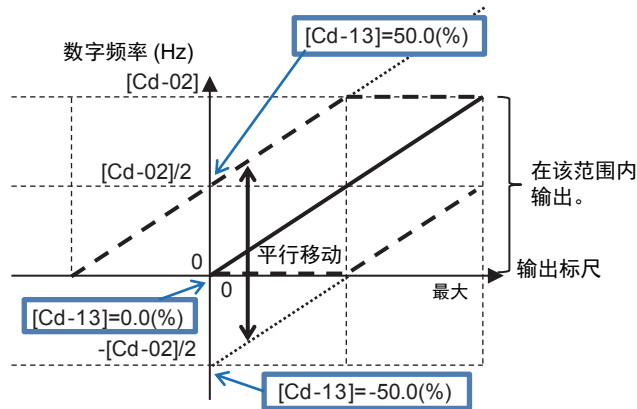 [Cd-13]=50.0(%)
数字频率 (Hz)
[Cd-02]
[Cd-02]/2
在该范围内
输出。
0
平行移动
0
最大
输出标尺
[Cd-13]=0.0(%)
-[Cd-02]/2
[Cd-13]=-50.0(%)